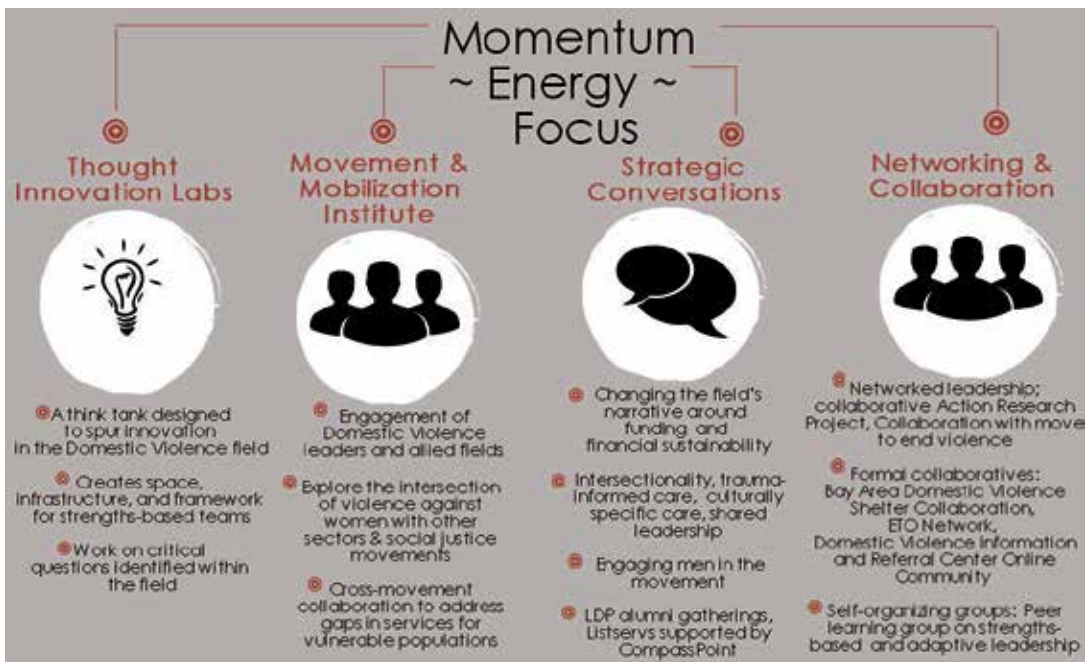 Momentum
~ Energy ~
Focus
Thought
Innovation Labs
A think tank designed
to spur innovation
in the Domestic Violence field
Creates space,
infrastructure, and framework
for strengths-based teams
Work on critical
questions identified within
the field
Movement &
Mobilization
Institute
Engagement of
Domestic Violence
leaders and allied fields
Explore the intersection
of violence against
women with other
sectors & social justice
movements
Cross-movement
collaboration to address
gaps in services for
vulnerable populations
Strategic
Conversations
Changing the field's
narrative around
funding and
financial sustainability
Intersectionality, trauma-
informed care, culturally
specific care, shared
leadership
Engaging men in the
movement
LDP alumni gatherings,
Listservs supported by
CompassPoint
Networking &
Collaboration
Networked leadership;
collaborative Action Research
Project, Collaboration with move
to end violence
Formal collaboratives:
Bay Area Domestic Violence
Shelter Collaboration,
ETO Network,
Domestic Violence Information
and Referral Center Online
Community
Self-organizing groups: Peer
learning group on strengths-
based and adaptive leadership